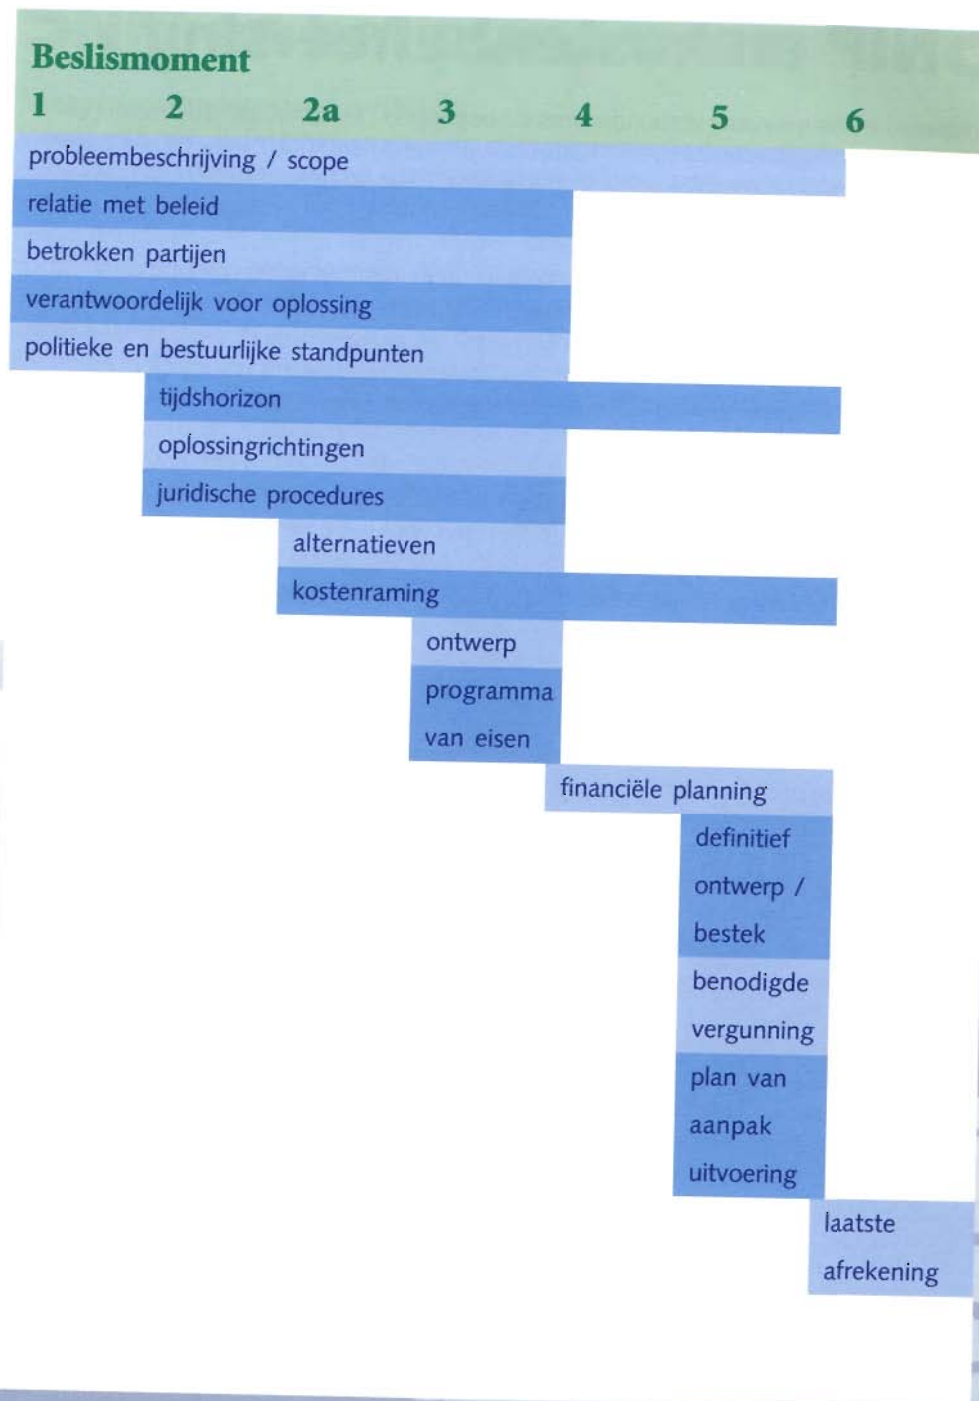 Beslismoment
1 2 2a 3 4 5 6
probleembeschrijving / scope
relatie met beleid
betrokken partijen
verantwoordelijk voor oplossing
politieke en bestuurlijke standpunten
tijdshorizon
oplossingrichtingen
juridische procedures
alternatieven
kostenraming
ontwerp
programma
van eisen
financiële planning
definitief
ontwerp /
bestek
benodigde
vergunning
plan van
aanpak
uitvoering
laatste
afrekening